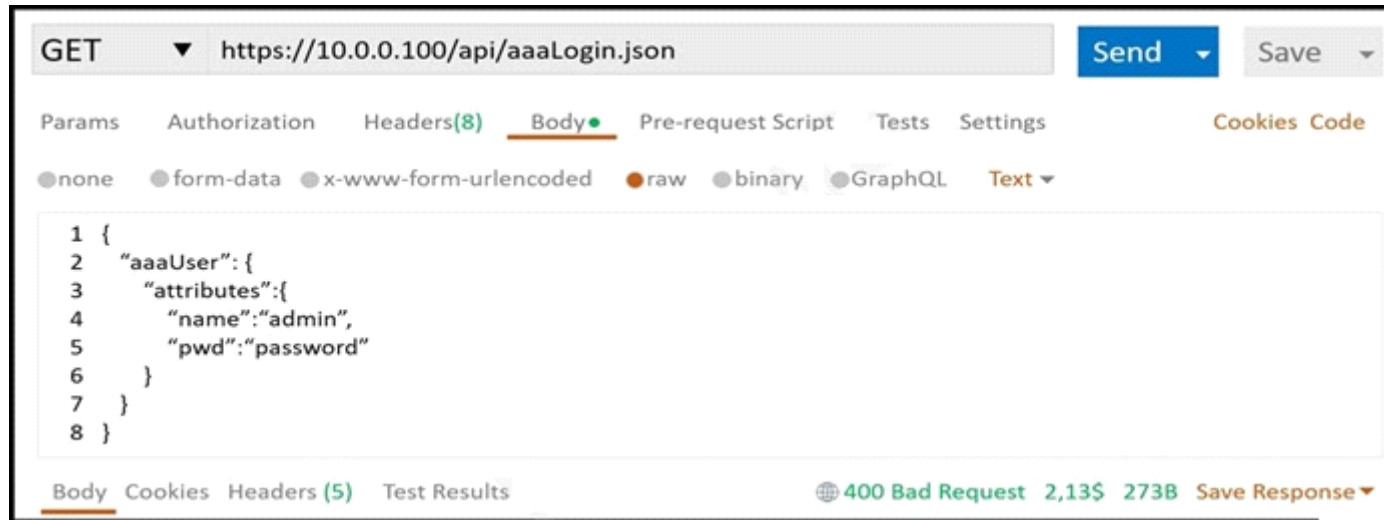 GET ▼ https://10.0.0.100/api/aaaLogin.json Send ▼ Save ▼
Params Authorization Headers(8) Body● Pre-request Script Tests Settings Cookies Code
none form-data x-www-form-urlencoded raw binary GraphQL Text ▼
1 {
2 “aaaUser”: {
3 “attributes”:{
4 “name”:“admin”,
5 “pwd”:“password”
6 }
7 }
8 }
Body Cookies Headers (5) Test Results 400 Bad Request 2,13$ 273B Save Response ▼